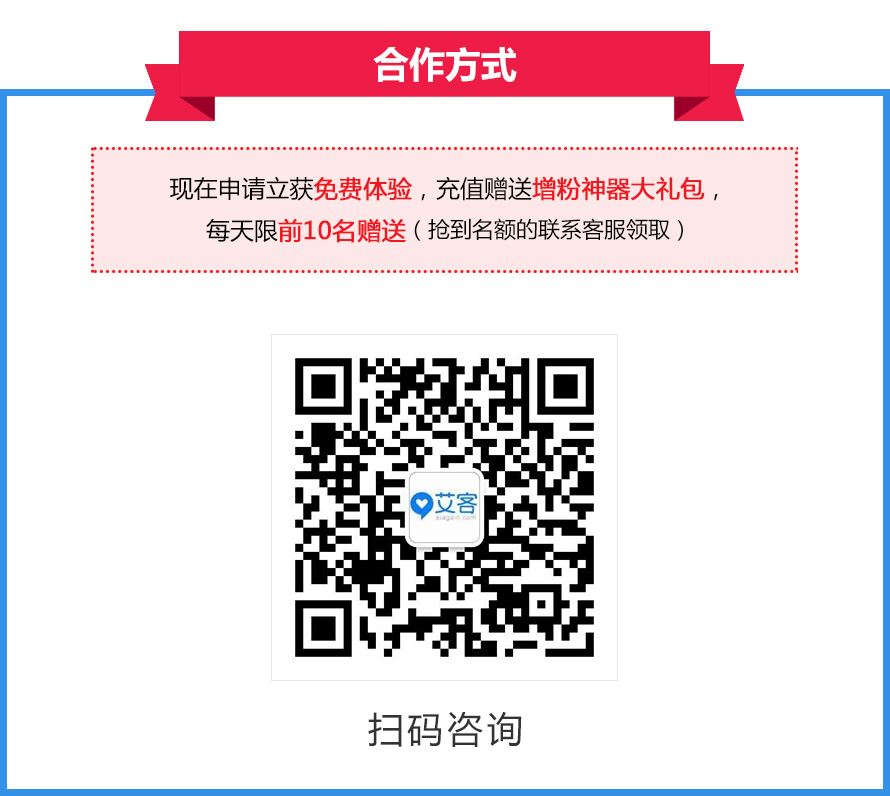 合作方式
现在申请立获免费体验，充值赠送增粉神器大礼包，
每天限前10名赠送（抢到名额的联系客服领取）
艾客
aiagain.com
扫码咨询